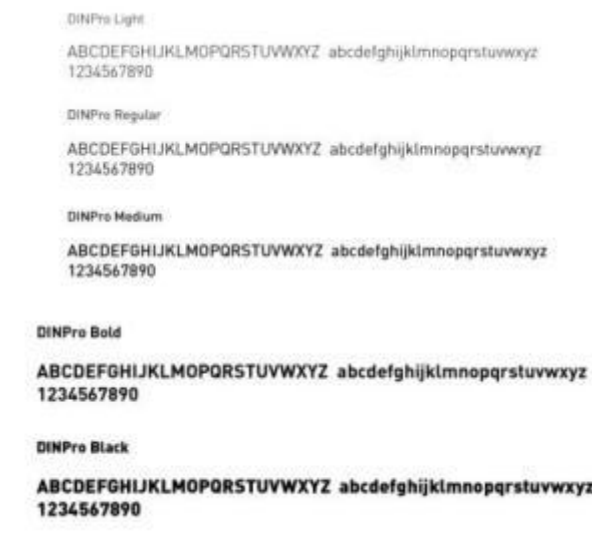 DINPro Light
ABCDEFGHIJKLMOPQRSTUVWXYZ abcdefghijklmnopqrstuvwxyz
1234567890
DINPro Regular
ABCDEFGHIJKLMOPQRSTUVWXYZ abcdefghijklmnopqrstuvwxyz
1234567890
DINPro Medium
ABCDEFGHIJKLMOPQRSTUVWXYZ abcdefghijklmnopqrstuvwxyz
1234567890
DINPro Bold
ABCDEFGHIJKLMOPQRSTUVWXYZ abcdefghijklmnopqrstuvwxyz
1234567890
DINPro Black
ABCDEFGHIJKLMOPQRSTUVWXYZ abcdefghijklmnopqrstuvwxyz
1234567890